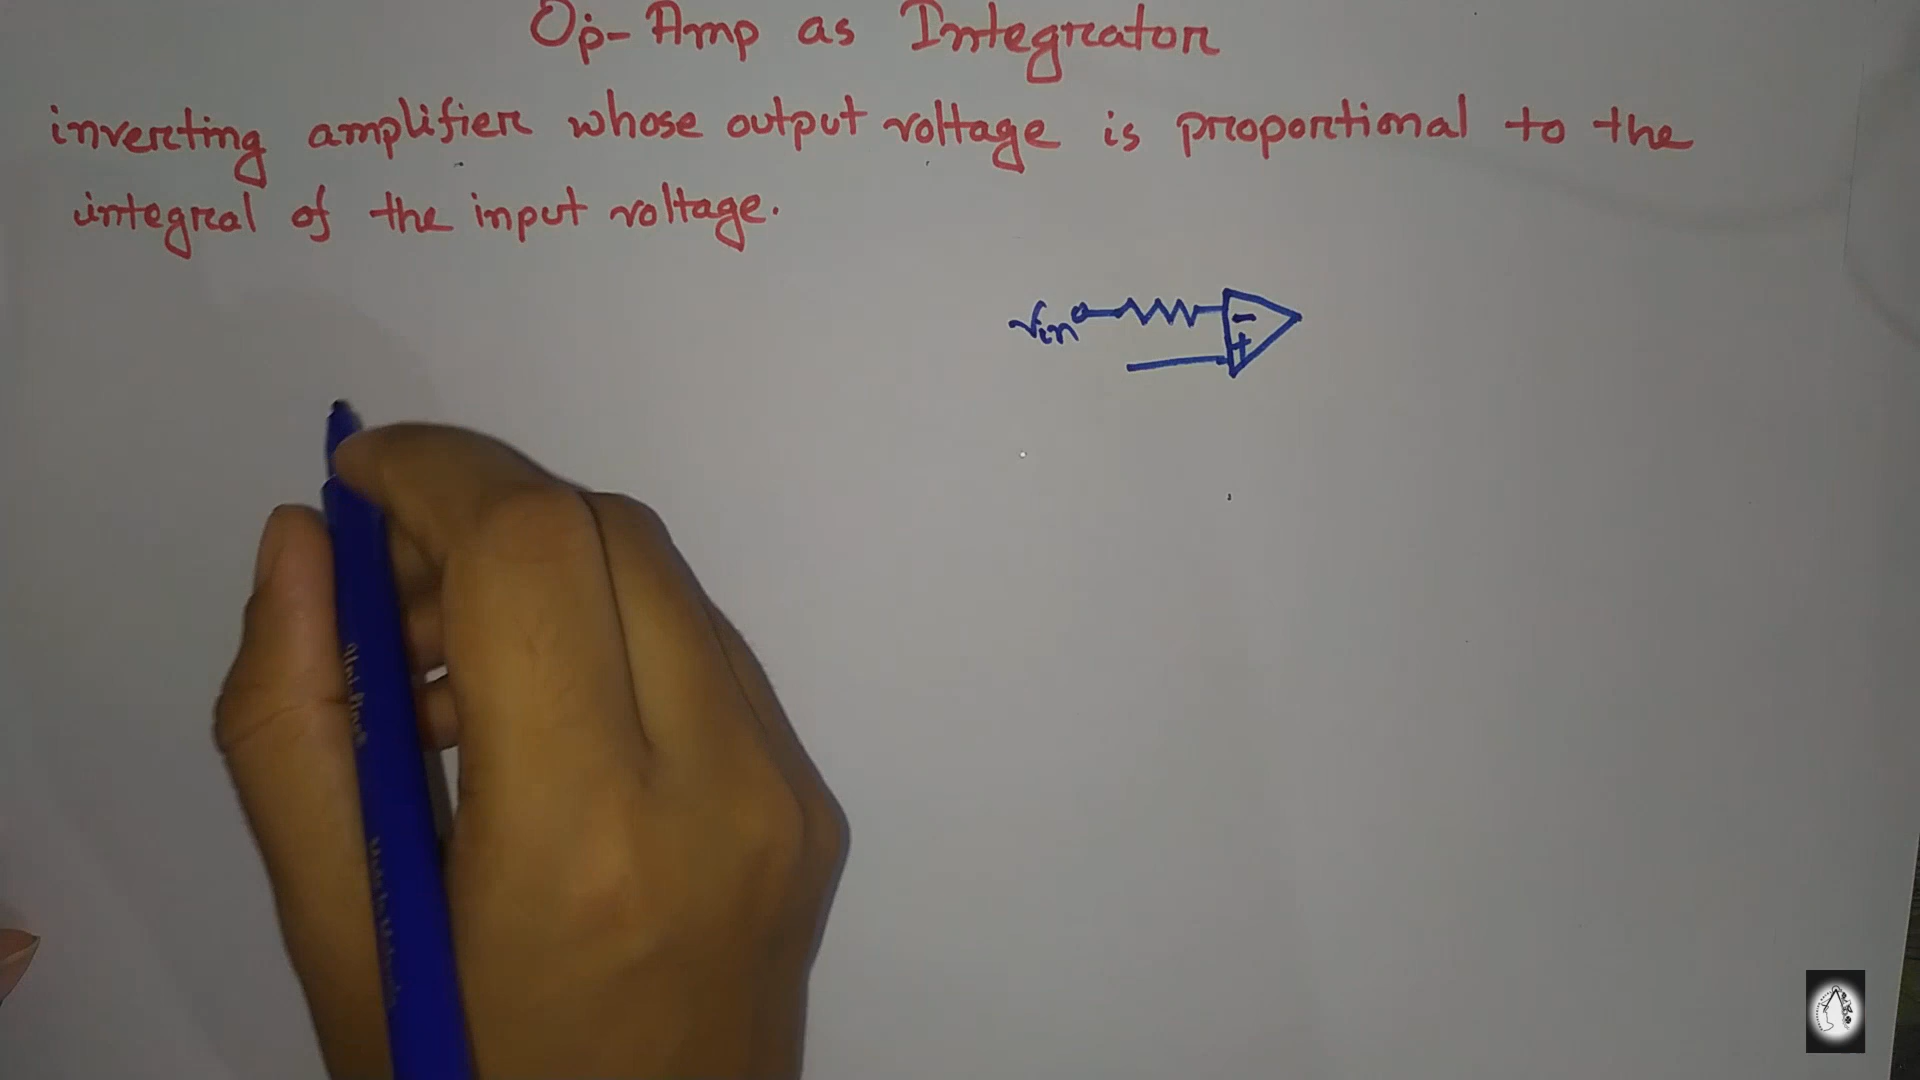 Op-Amp as Integrator
inverting amplifier whose output voltage is proportional to the
integral of the input voltage.
Vin
-
+